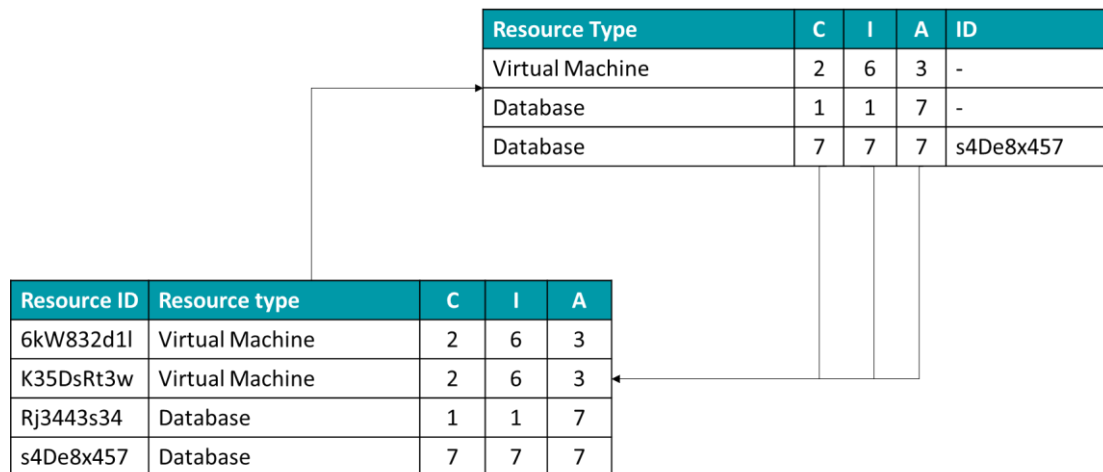 Resource Type C I A ID
Virtual Machine 2 6 3 -
Database 1 1 7 -
Database 7 7 7 s4De8x457
Resource ID Resource type C I A
6kW832d1l Virtual Machine 2 6 3
K35DsRt3w Virtual Machine 2 6 3
Rj3443s34 Database 1 1 7
s4De8x457 Database 7 7 7